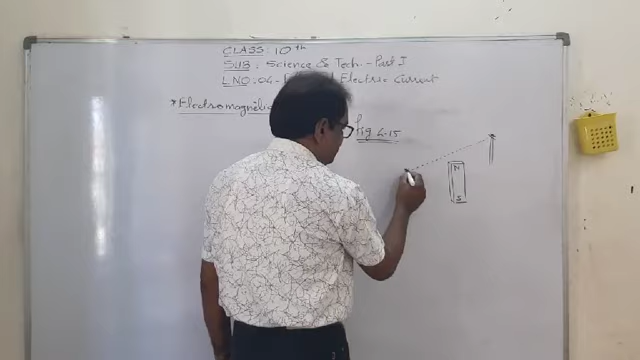 CLASS: 10th
SUB: Science & Tech.-Part I
L NO: 04- Electric Current
* Electromagnetic
Fig 4.15
N
S